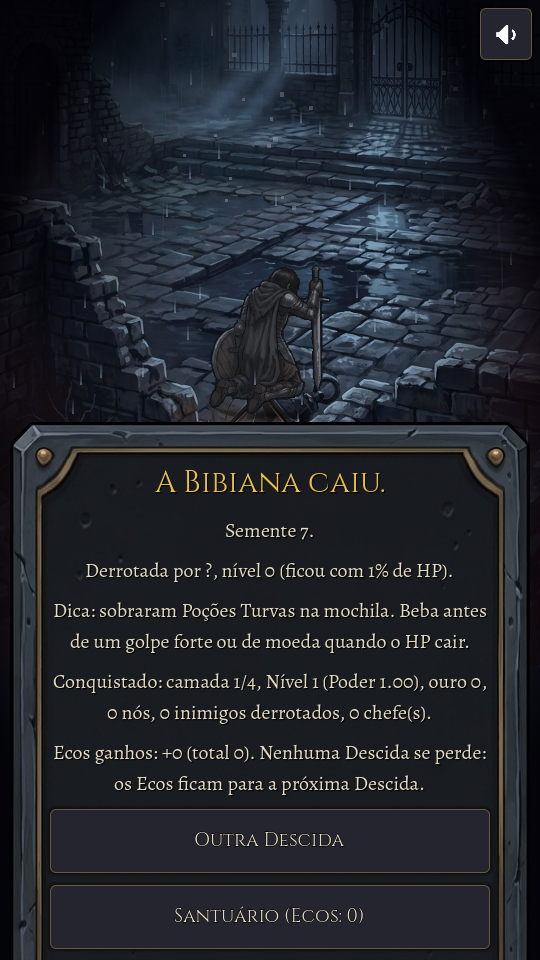 A Bibiana caiu.
Semente 7.
Derrotada por ?, nível 0 (ficou com 1% de HP).
Dica: sobraram Poções Turvas na mochila. Beba antes
de um golpe forte ou de moeda quando o HP cair.
Conquistado: camada 1/4, Nível 1 (Poder 1.00), ouro 0,
0 nós, 0 inimigos derrotados, 0 chefe(s).
Ecos ganhos: +0 (total 0). Nenhuma Descida se perde:
os Ecos ficam para a próxima Descida.
Outra Descida
Santuário (Ecos: 0)